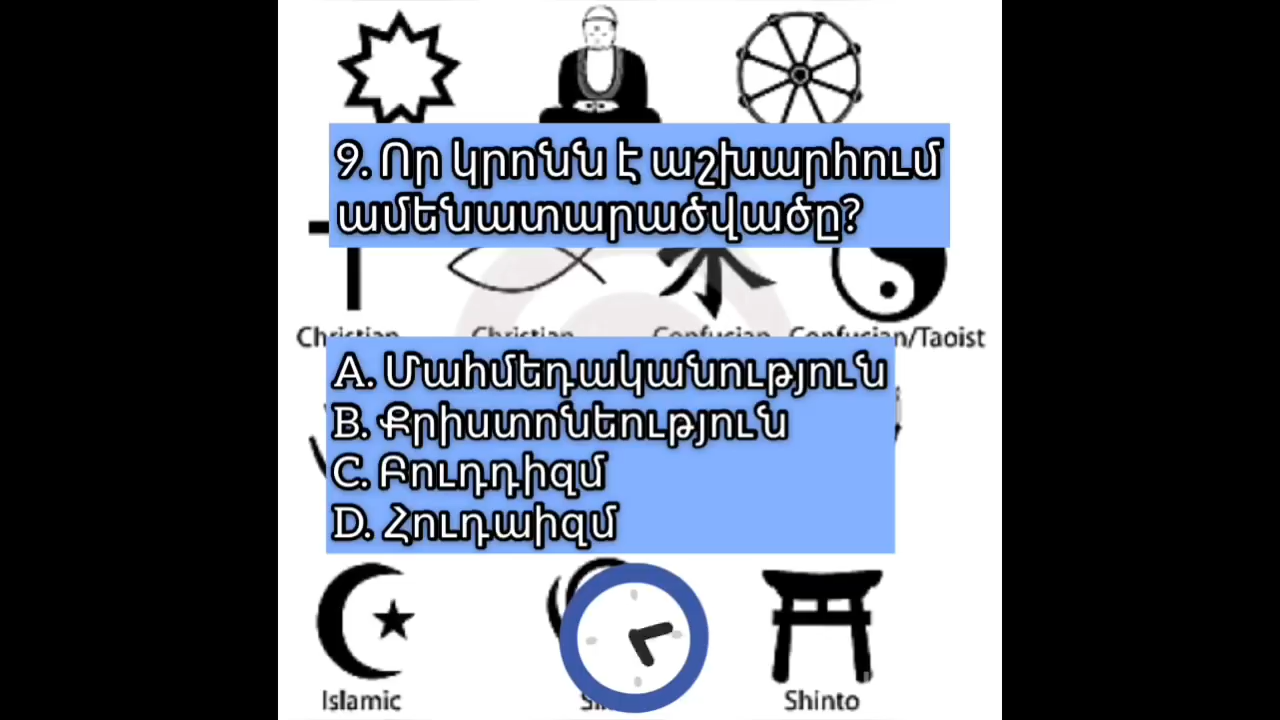 9. Որ կրոնն է աշխարհում
ամենատարածվածը?
Christian Christian Confucian Confucian/Taoist
A. Մահմեդականություն
B. Քրիստոնեություն
C. Բուդդիզմ
D. Հուդաիզմ
Islamic Shinto